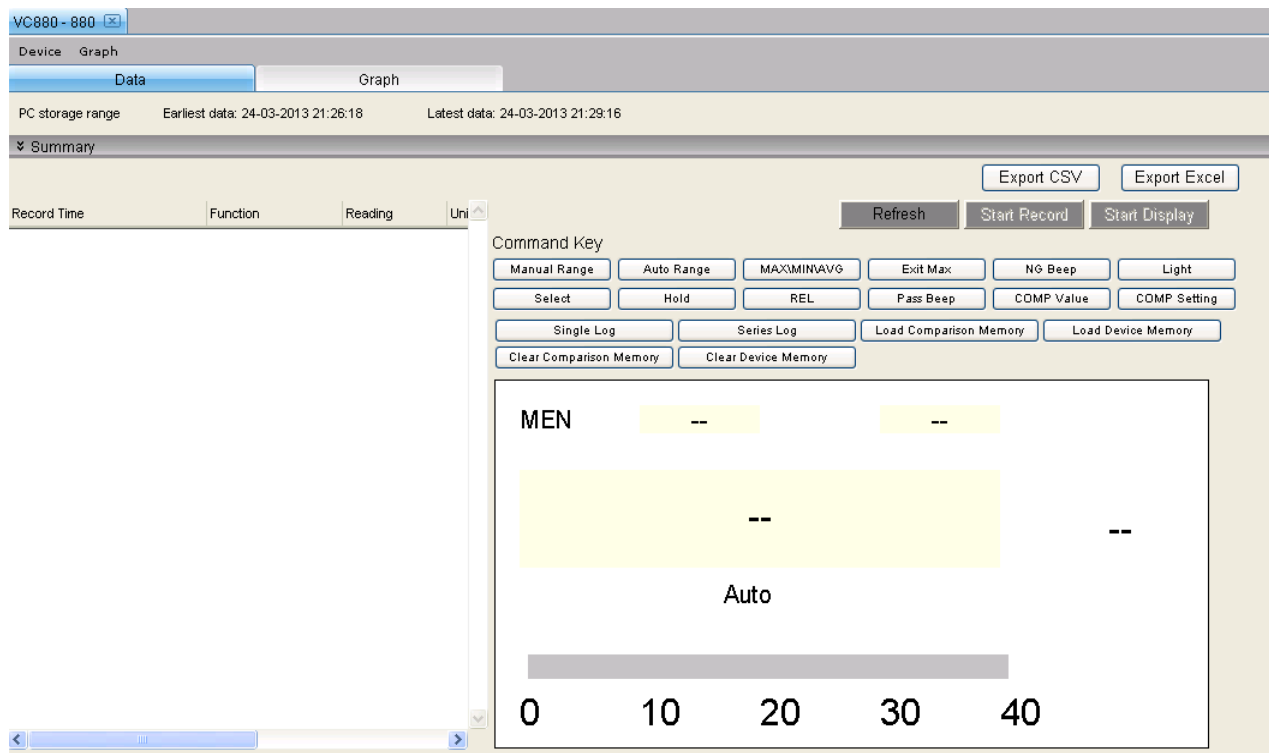 VC880 - 880
Device Graph
Data Graph
PC storage range Earliest data: 24-03-2013 21:26:18 Latest data: 24-03-2013 21:29:16
Summary
Export CSV Export Excel
Record Time Function Reading Uni
Refresh Start Record Start Display
Command Key
Manual Range Auto Range MAX\MIN\AVG Exit Max NG Beep Light
Select Hold REL Pass Beep COMP Value COMP Setting
Single Log Series Log Load Comparison Memory Load Device Memory
Clear Comparison Memory Clear Device Memory
MEN -- --
-- --
Auto
0 10 20 30 40